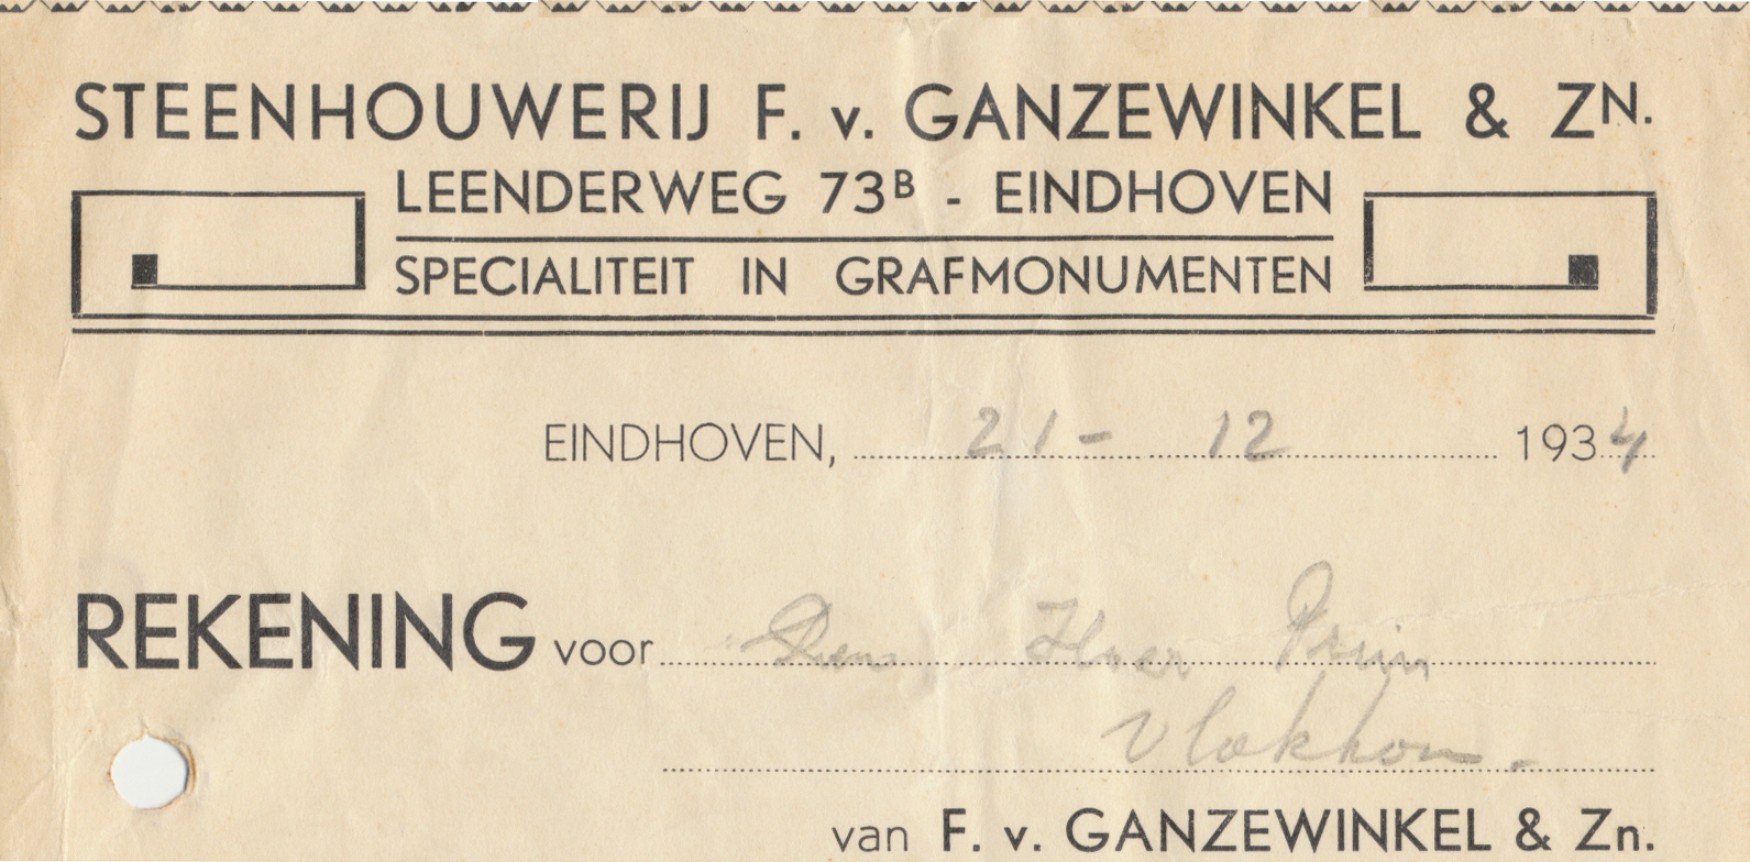 STEENHOUWERIJ F. v. GANZEWINKEL & ZN.
LEENDERWEG 73B - EINDHOVEN
SPECIALITEIT IN GRAFMONUMENTEN
EINDHOVEN, 21 - 12 1934
REKENING voor Den Heer Prin
Vlokhoven.
van F. v. GANZEWINKEL & Zn.